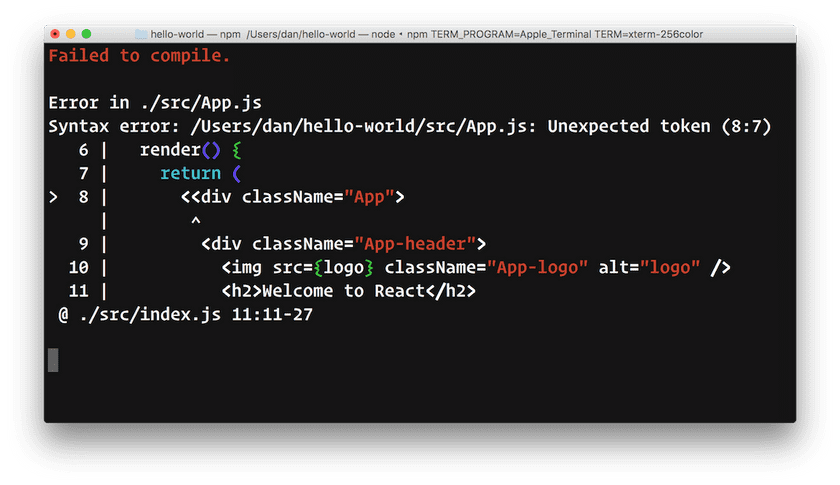 hello-world — npm /Users/dan/hello-world — node ‹ npm TERM_PROGRAM=Apple_Terminal TERM=xterm-256color
Failed to compile.
Error in ./src/App.js
Syntax error: /Users/dan/hello-world/src/App.js: Unexpected token (8:7)
  6 |   render() {
  7 |     return (
> 8 |       <<div className="App">
    |        ^
  9 |         <div className="App-header">
 10 |           <img src={logo} className="App-logo" alt="logo" />
 11 |           <h2>Welcome to React</h2>
 @ ./src/index.js 11:11-27